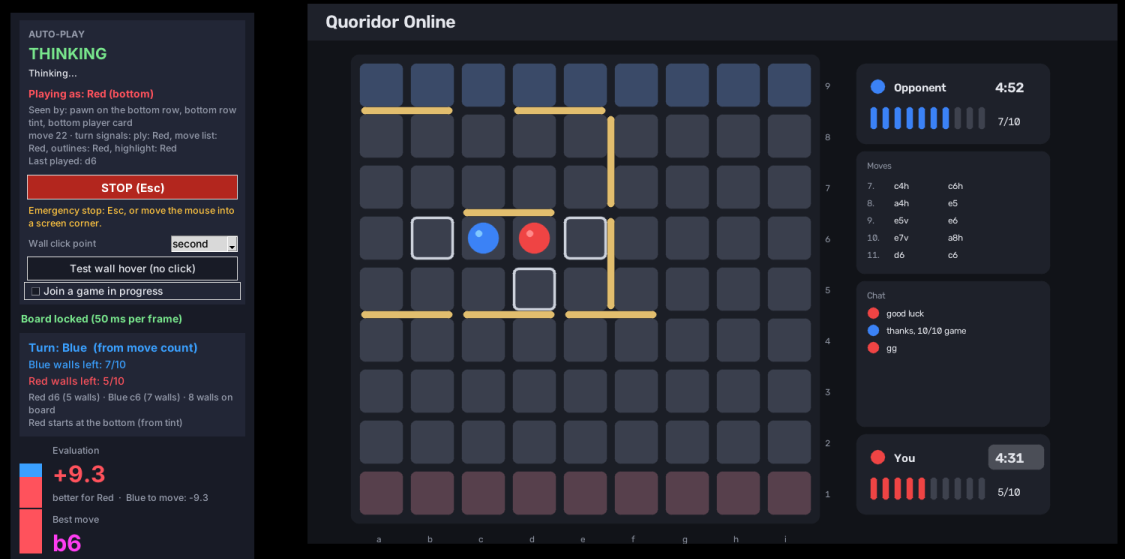 AUTO-PLAY
THINKING
Thinking...
Playing as: Red (bottom)
Seen by: pawn on the bottom row, bottom row
tint, bottom player card
move 22 · turn signals: ply: Red, move list:
Red, outlines: Red, highlight: Red
Last played: d6
STOP (Esc)
Emergency stop: Esc, or move the mouse into
a screen corner.
Wall click point
second
Test wall hover (no click)
Join a game in progress
Board locked (50 ms per frame)
Turn: Blue (from move count)
Blue walls left: 7/10
Red walls left: 5/10
Red d6 (5 walls) · Blue c6 (7 walls) · 8 walls on
board
Red starts at the bottom (from tint)
Evaluation
+9.3
better for Red · Blue to move: -9.3
Best move
b6
Quoridor Online
9
8
7
6
5
4
3
2
1
a b c d e f g h i
Opponent 4:52
7/10
Moves
7. c4h c6h
8. a4h e5
9. e5v e6
10. e7v a8h
11. d6 c6
Chat
good luck
thanks, 10/10 game
gg
You 4:31
5/10